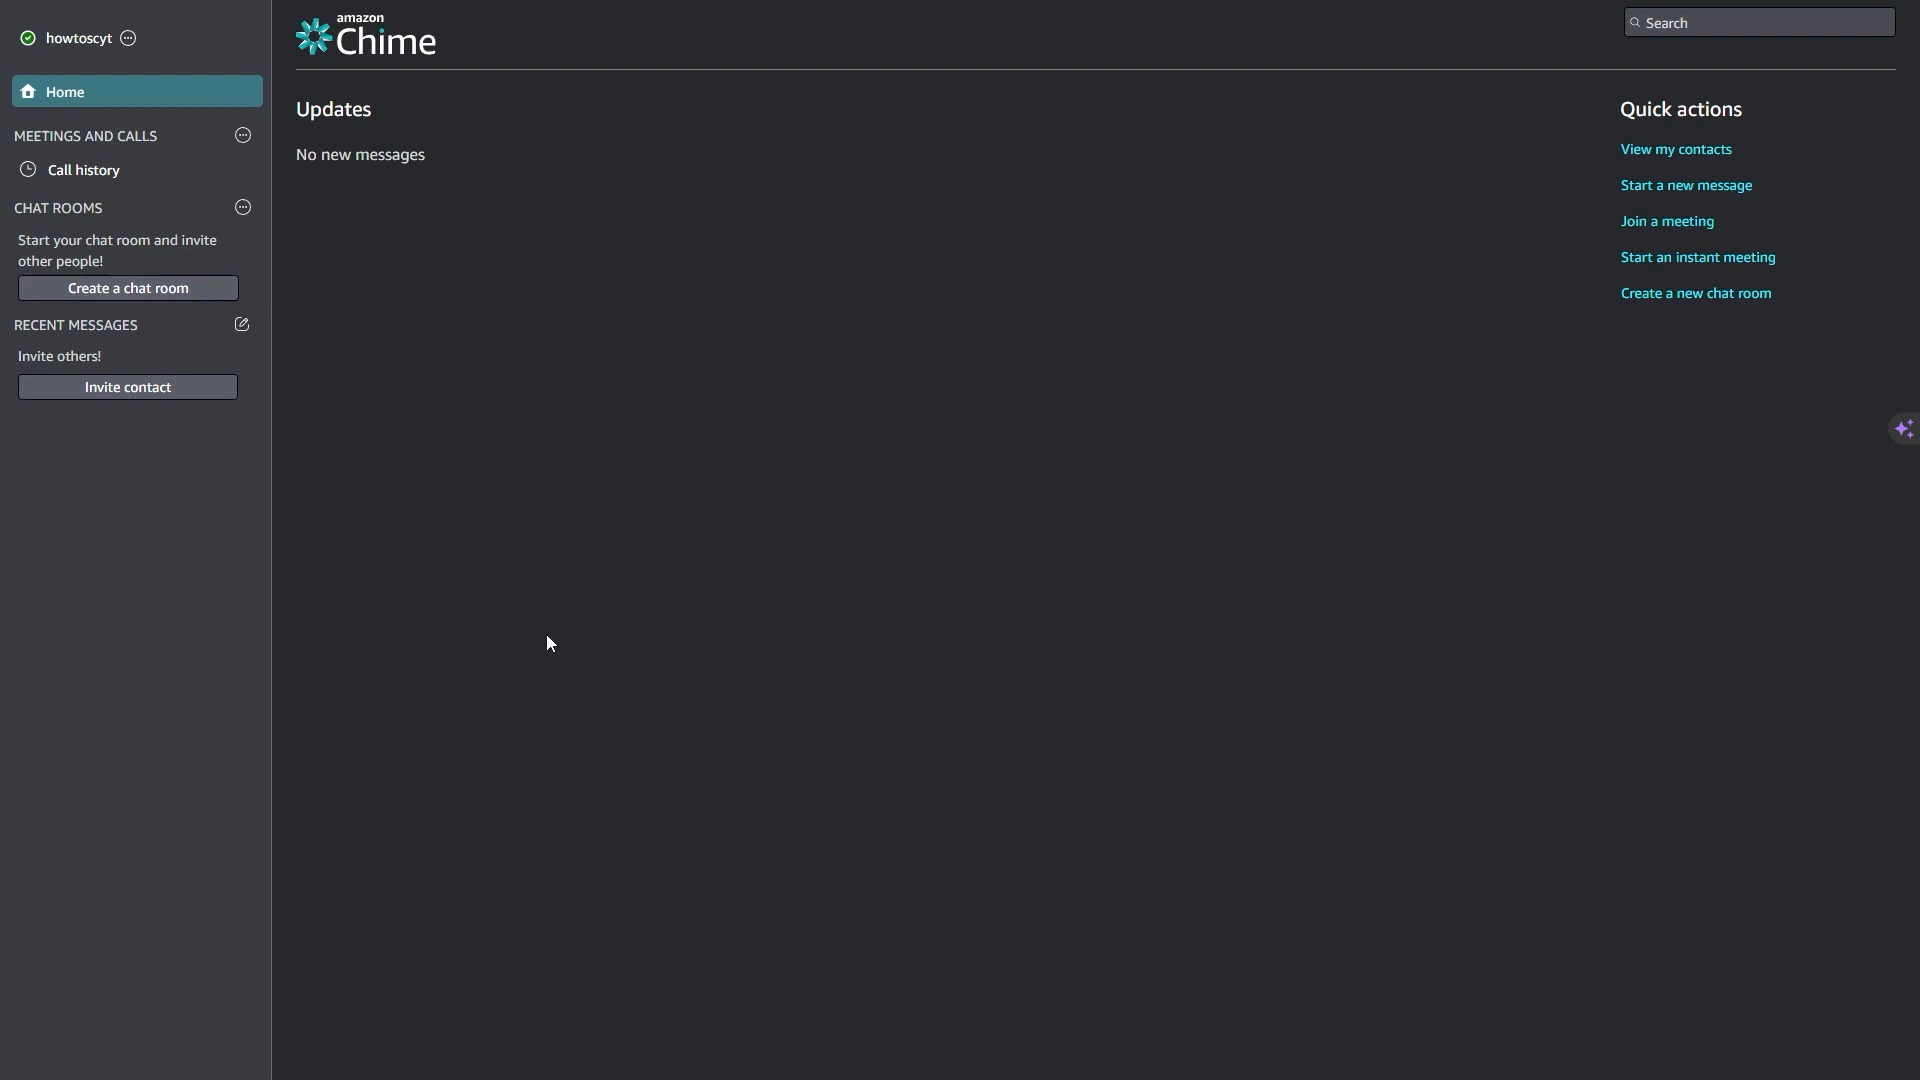 howtoscyt
Home
MEETINGS AND CALLS
Call history
CHAT ROOMS
Start your chat room and invite
other people!
Create a chat room
RECENT MESSAGES
Invite others!
Invite contact
amazon
Chime
Search
Updates
No new messages
Quick actions
View my contacts
Start a new message
Join a meeting
Start an instant meeting
Create a new chat room